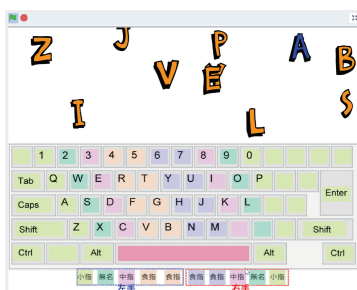 Z J P A B
V E
I L S
1 2 3 4 5 6 7 8 9 0
Tab Q W E R T Y U I O P
Caps A S D F G H J K L Enter
Shift Z X C V B N M Shift
Ctrl Alt Alt Ctrl
小指 無名 中指 食指 食指 食指 食指 中指 無名 小指
左手 右手